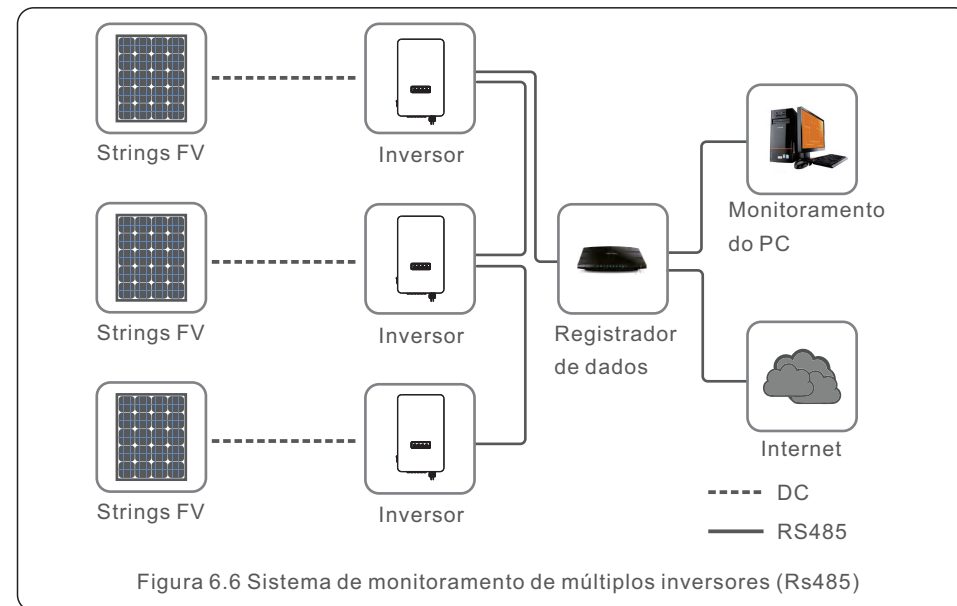 Strings FV
Inversor
Monitoramento
do PC
Strings FV
Inversor
Registrador
de dados
Internet
Strings FV
Inversor
DC
RS485
Figura 6.6 Sistema de monitoramento de múltiplos inversores (Rs485)